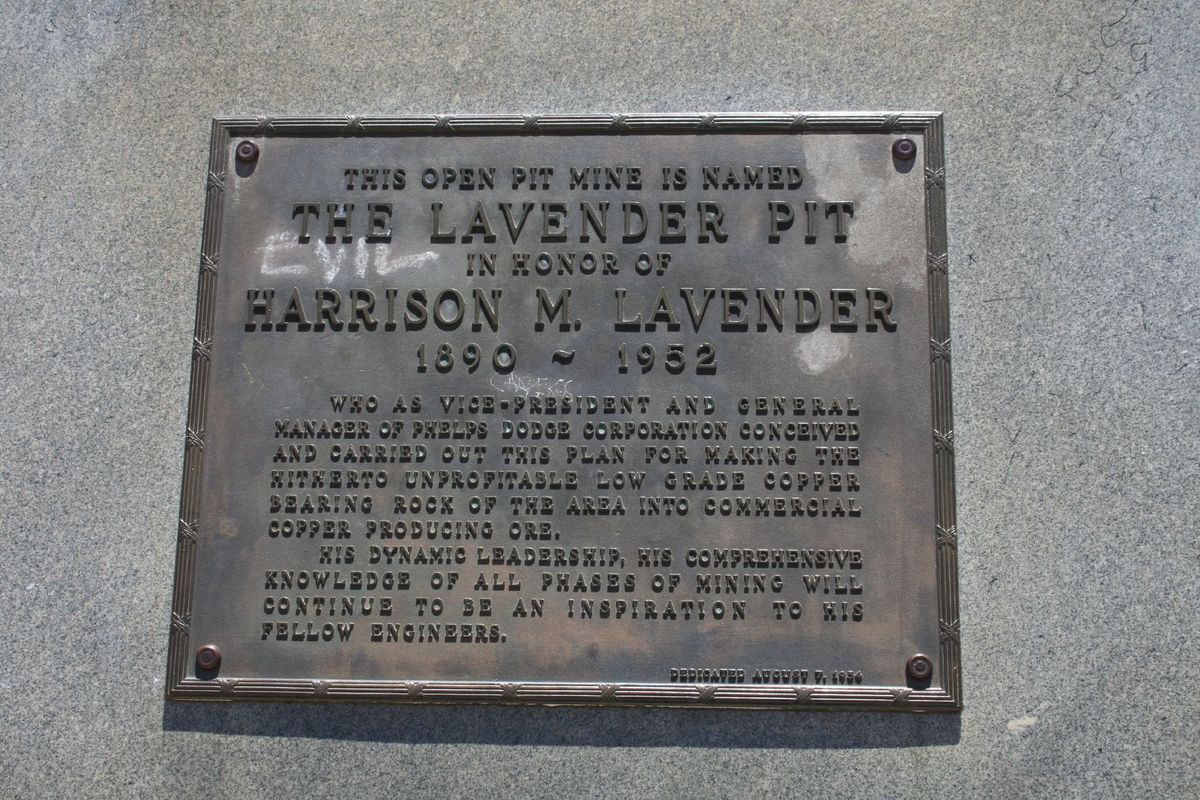 THIS OPEN PIT MINE IS NAMED
THE LAVENDER PIT
EVIL
IN HONOR OF
HARRISON M. LAVENDER
1890 ~ 1952
WHO AS VICE-PRESIDENT AND GENERAL
MANAGER OF PHELPS DODGE CORPORATION CONCEIVED
AND CARRIED OUT THIS PLAN FOR MAKING THE
HITHERTO UNPROFITABLE LOW GRADE COPPER
BEARING ROCK OF THE AREA INTO COMMERCIAL
COPPER PRODUCING ORE.
HIS DYNAMIC LEADERSHIP, HIS COMPREHENSIVE
KNOWLEDGE OF ALL PHASES OF MINING WILL
CONTINUE TO BE AN INSPIRATION TO HIS
FELLOW ENGINEERS.
DEDICATED AUGUST 7, 1954